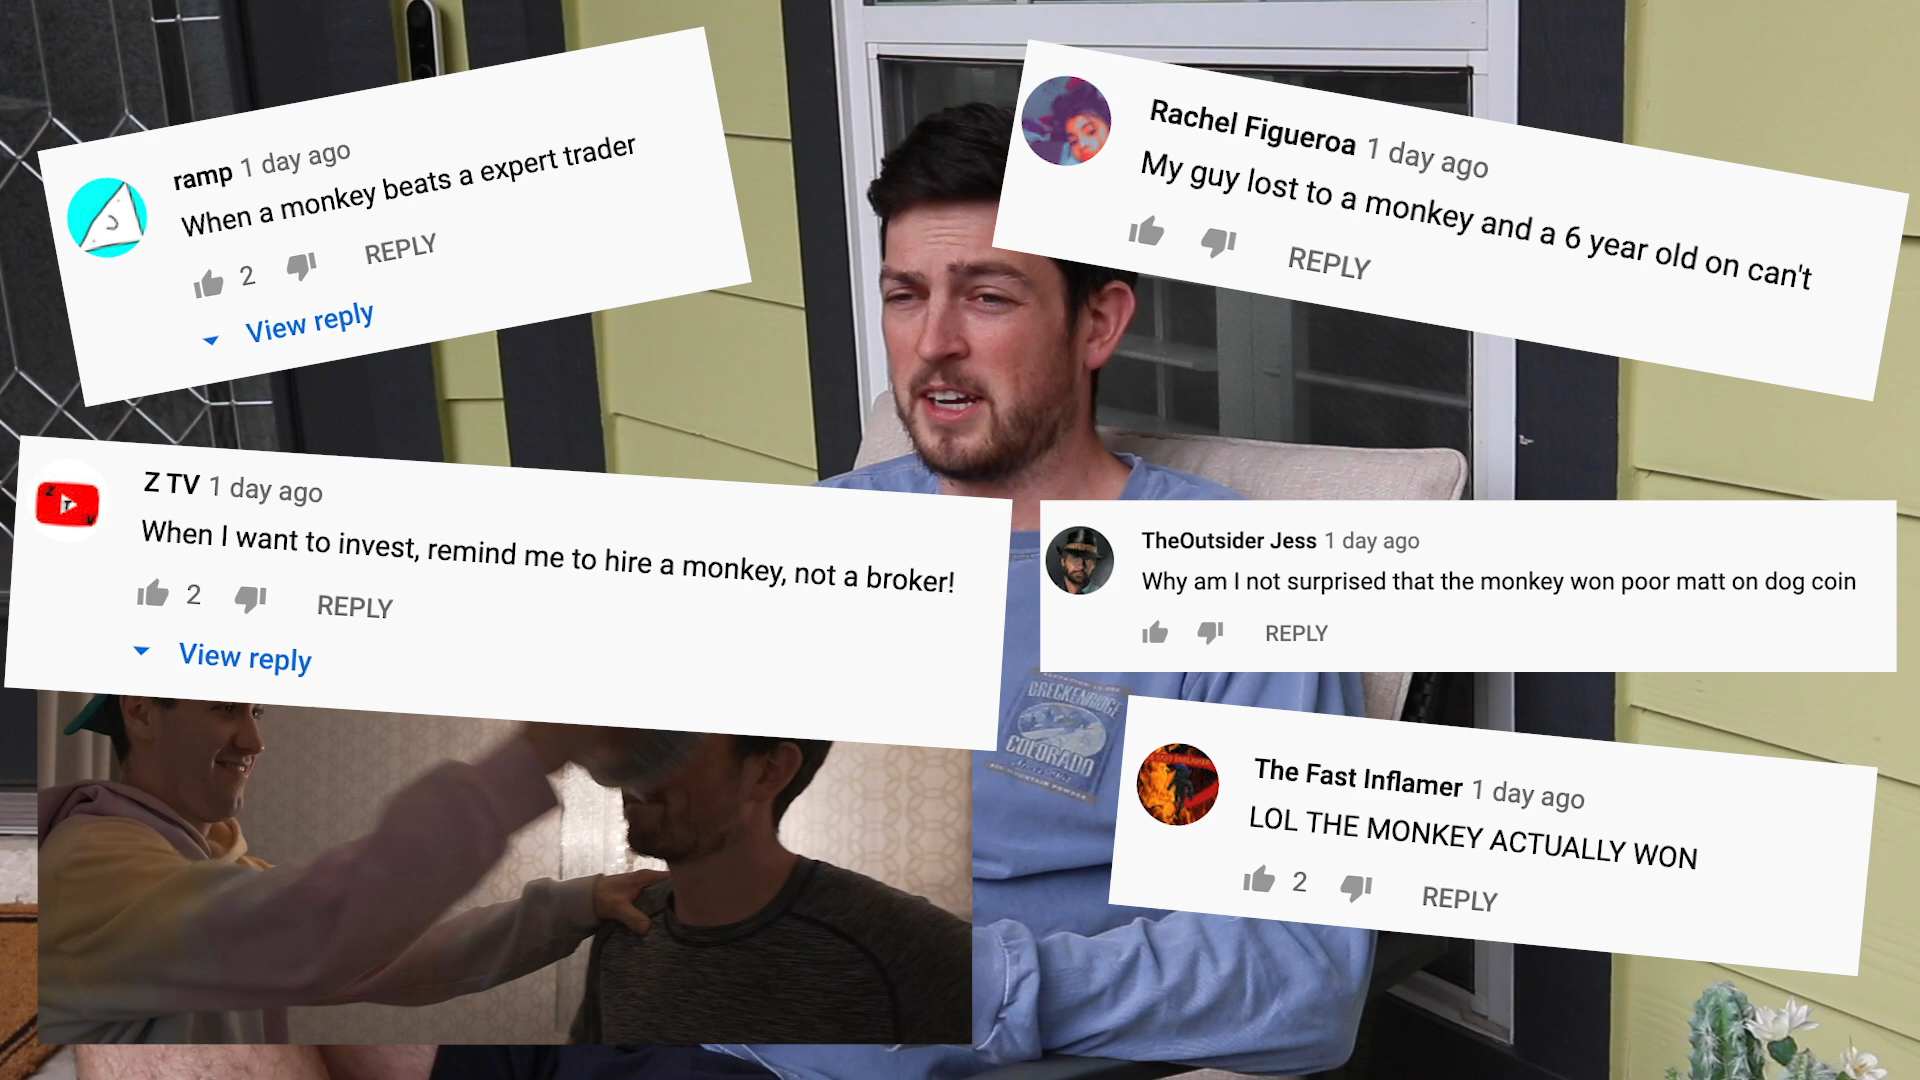 ramp 1 day ago
When a monkey beats a expert trader
2 REPLY
View reply
Rachel Figueroa 1 day ago
My guy lost to a monkey and a 6 year old on can't
REPLY
Z TV 1 day ago
When I want to invest, remind me to hire a monkey, not a broker!
2 REPLY
View reply
TheOutsider Jess 1 day ago
Why am I not surprised that the monkey won poor matt on dog coin
REPLY
BRECKENRIDGE
COLORADO
The Fast Inflamer 1 day ago
LOL THE MONKEY ACTUALLY WON
2 REPLY